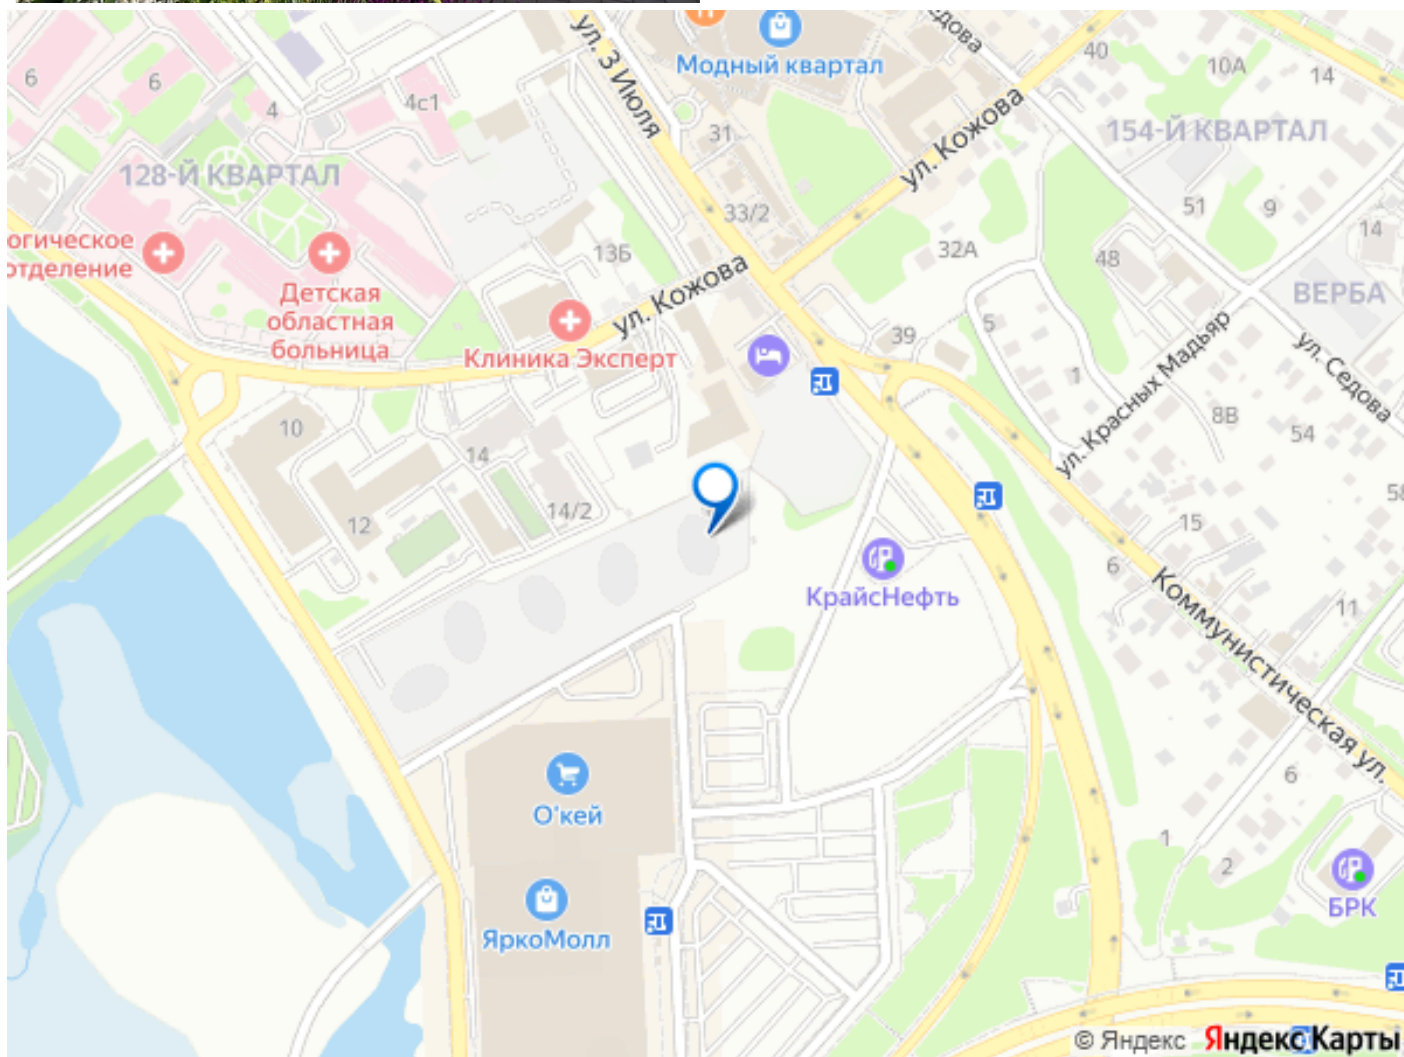 ул. 3 Июля
Модный квартал
Седова
40
10А
14
6
6
4
4с1
31
ул. Кожова
154-Й КВАРТАЛ
128-Й КВАРТАЛ
51
9
33/2
14
огическое
отделение
13Б
32А
48
Детская
областная
больница
ул. Кожова
ВЕРБА
Клиника Эксперт
39
5
1
ул. Красных Мадьяр
ул. Седова
8В
54
10
14
12
14/2
58
15
6
КрайсНефть
11
Коммунистическая ул.
О'кей
6
1
2
ЯркоМолл
БРК
© Яндекс Яндекс Карты